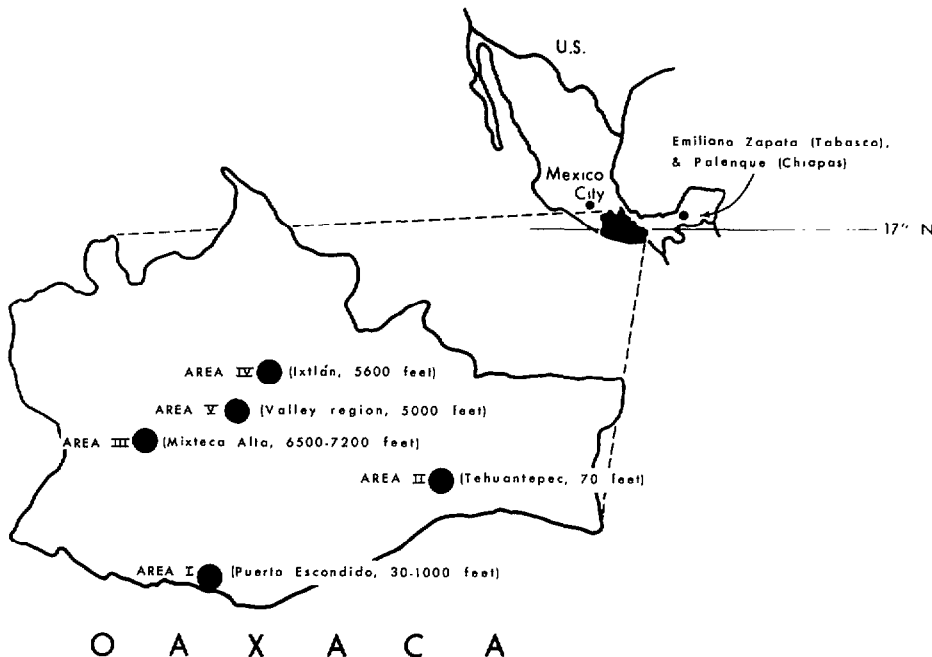 U.S.
Emiliano Zapata (Tabasco),
& Palenque (Chiapas)
Mexico
City
17" N
AREA IV (Ixtlán, 5600 feet)
AREA V (Valley region, 5000 feet)
AREA III (Mixteca Alta, 6500-7200 feet)
AREA II (Tehuantepec, 70 feet)
AREA I (Puerto Escondido, 30-1000 feet)
O A X A C A